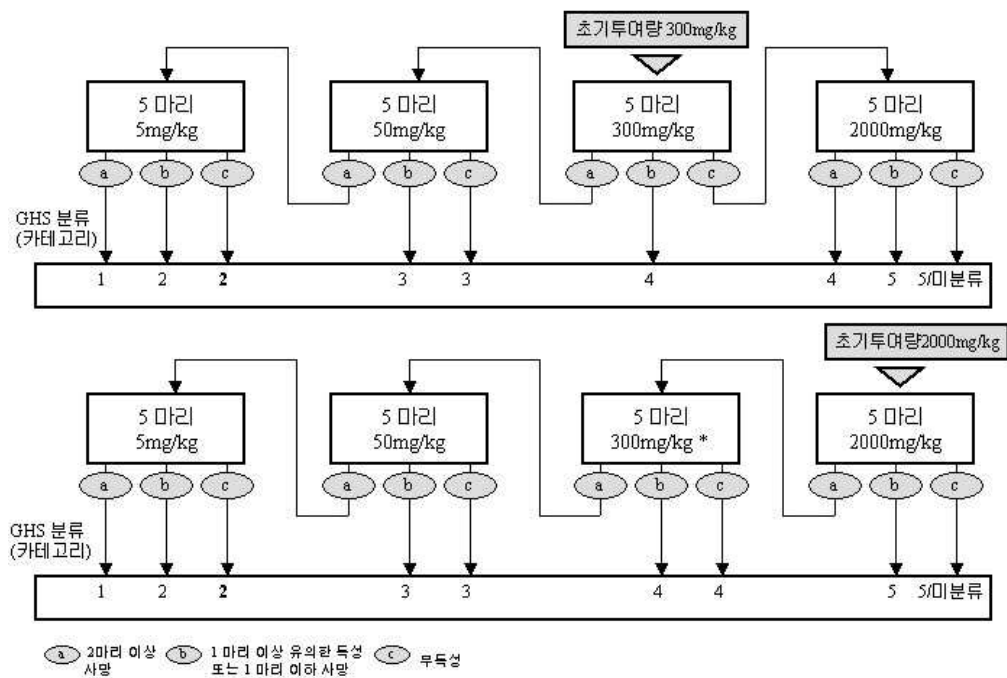 초기투여량 300mg/kg
5 마리 5 마리 5 마리 5 마리
5mg/kg 50mg/kg 300mg/kg 2000mg/kg
a b c a b c a b c a b c
GHS 분류
(카테고리)
1 2 2 3 3 4 4 5 5/미분류
초기투여량2000mg/kg
5 마리 5 마리 5 마리 5 마리
5mg/kg 50mg/kg 300mg/kg * 2000mg/kg
a b c a b c a b c a b c
GHS 분류
(카테고리)
1 2 2 3 3 4 4 5 5/미분류
a 2마리 이상 b 1 마리 이상 유의한 독성 c 무독성
사망 또는 1 마리 이하 사망